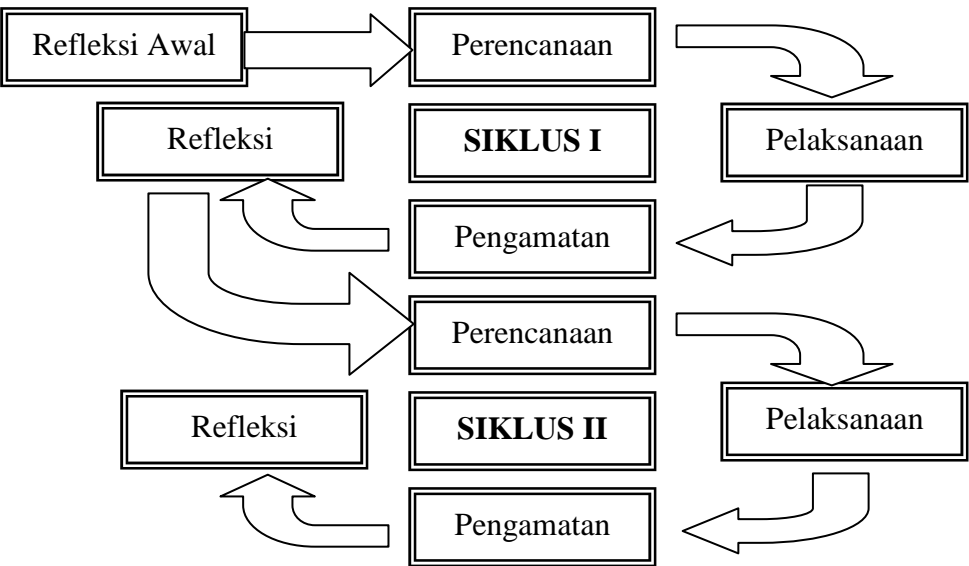 Refleksi Awal
Perencanaan
Refleksi
SIKLUS I
Pelaksanaan
Pengamatan
Perencanaan
Refleksi
SIKLUS II
Pelaksanaan
Pengamatan